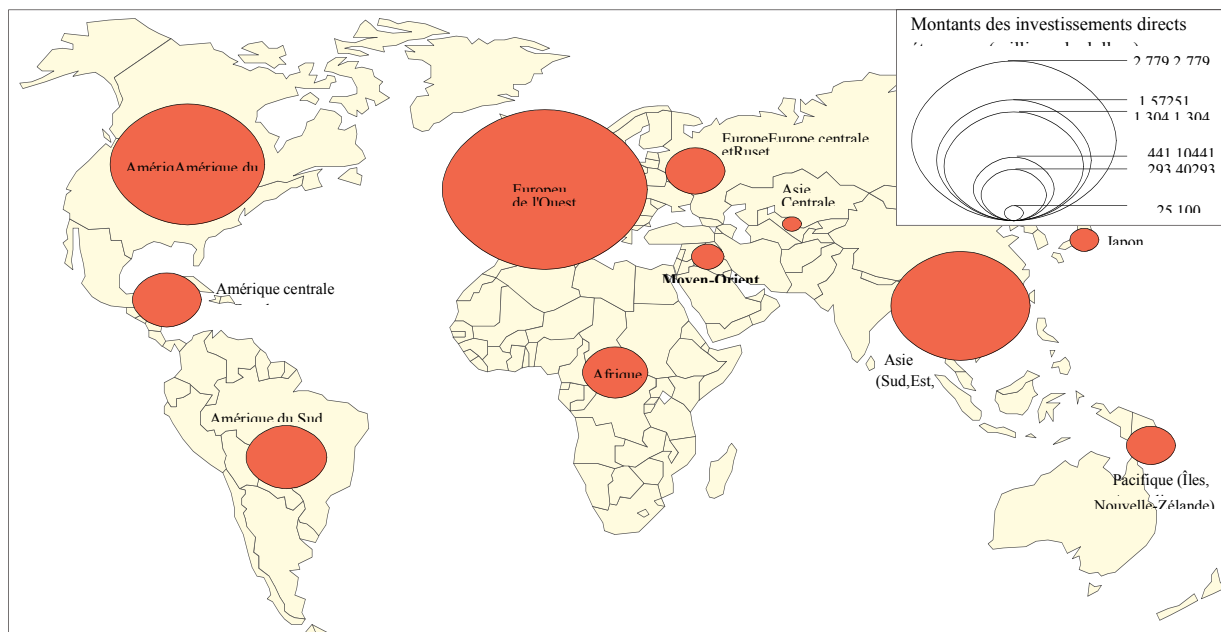 Montants des investissements directs
2 779 2 779
1 57251
1 304 1 304
441,10441
293,40293
25,100
EuropeEurope centrale
etRuset
AmériqAmérique du
Europeu
de l'Ouest
Asie
Centrale
Japon
Moyen-Orient
Amérique centrale
Asie
(Sud,Est,
Afrique
Amérique du Sud
Pacifique (Îles,
Nouvelle-Zélande)